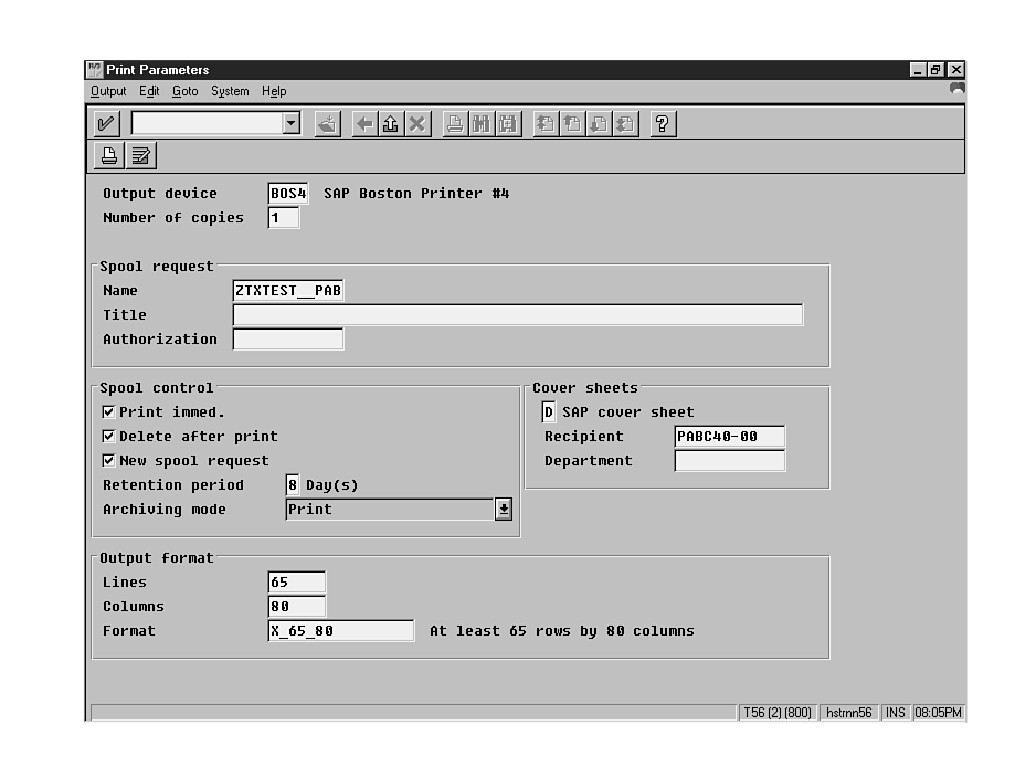 Print Parameters
Output Edit Goto System Help
Output device BOS4 SAP Boston Printer #4
Number of copies 1
Spool request
Name ZTXTEST__PAB
Title
Authorization
Spool control
Print immed.
Delete after print
New spool request
Retention period 8 Day(s)
Archiving mode Print
Cover sheets
D SAP cover sheet
Recipient PABC40-00
Department
Output format
Lines 65
Columns 80
Format X_65_80 At least 65 rows by 80 columns
T56 (2) (800) hstrnn56 INS 08:05PM